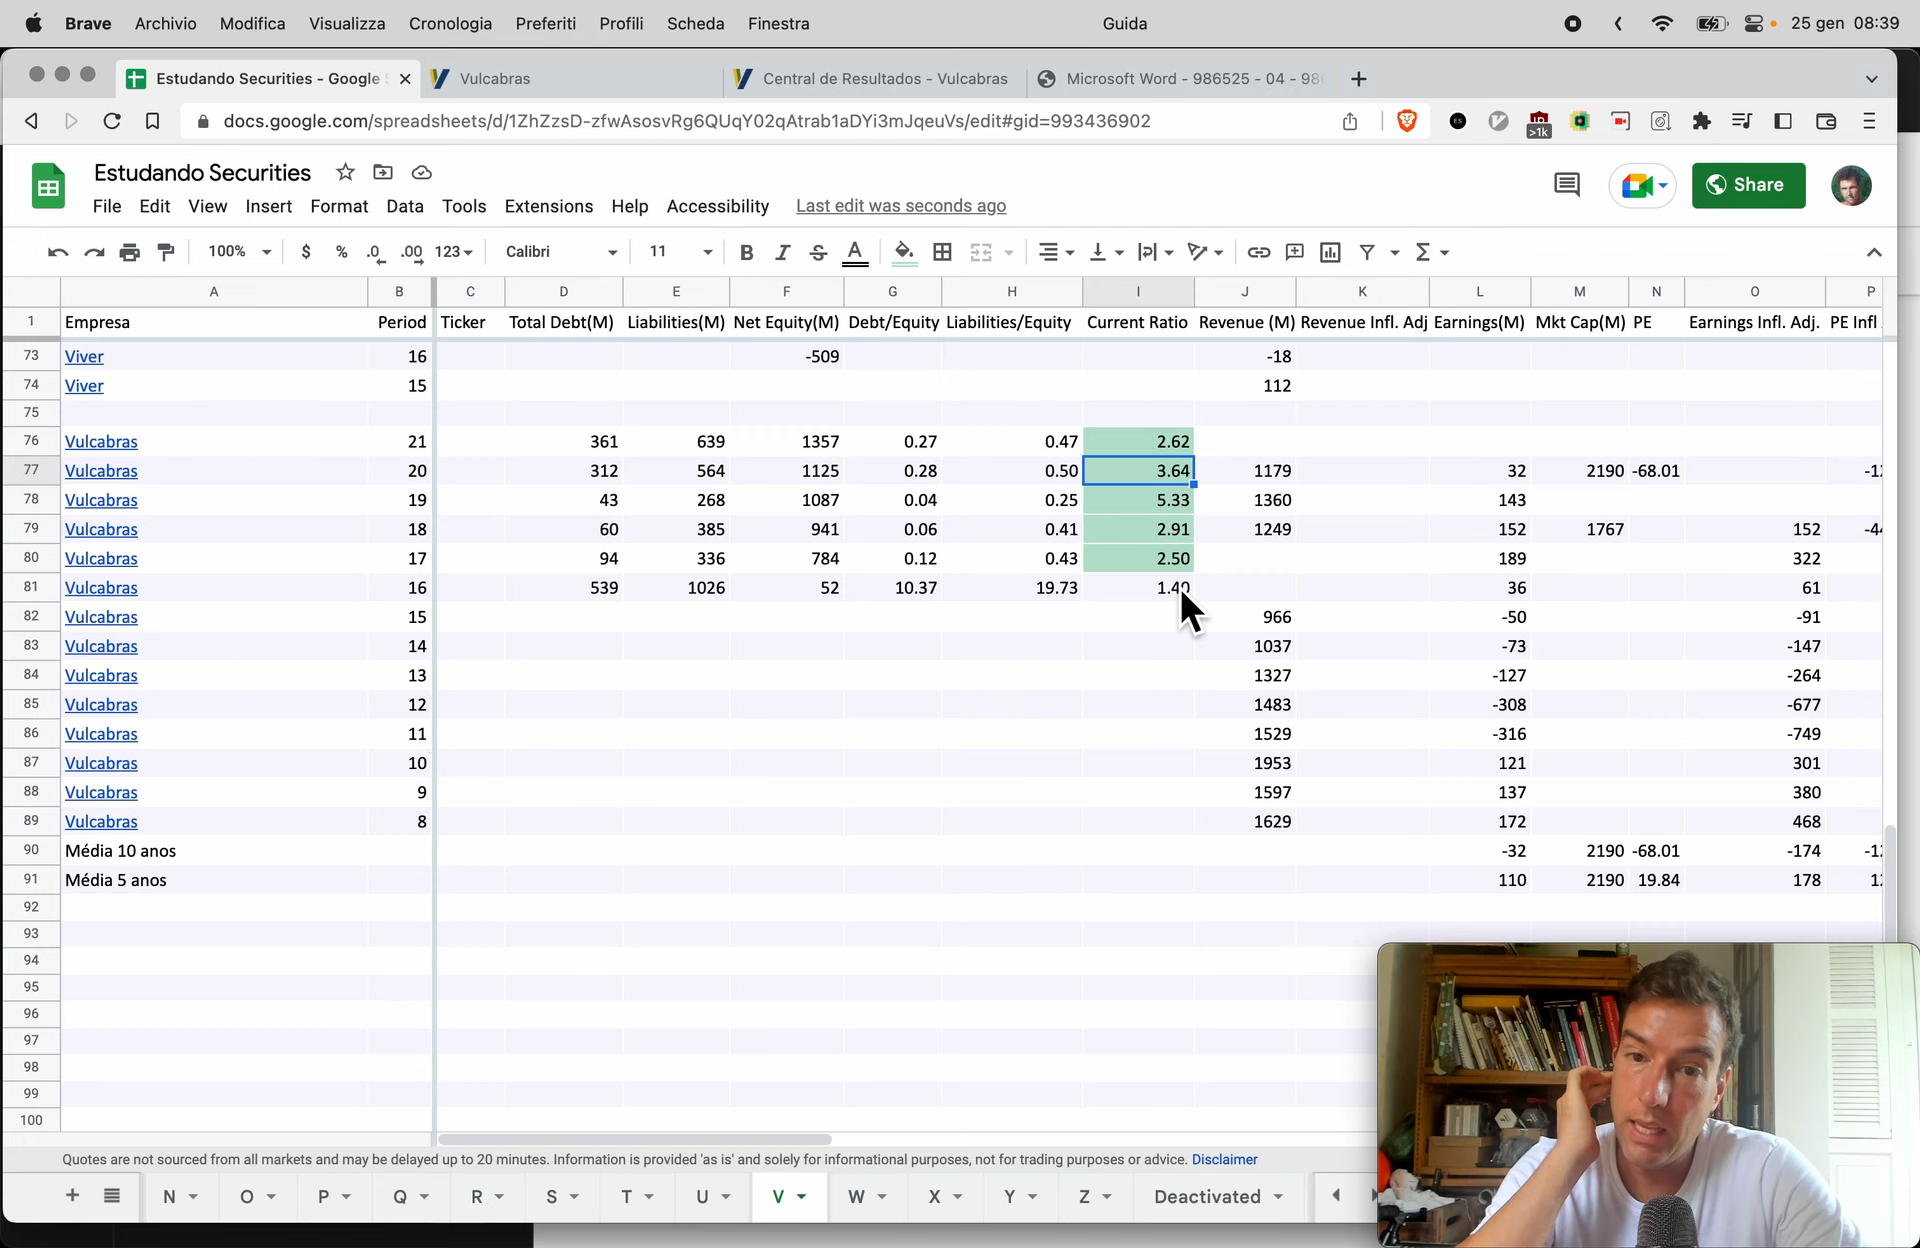 Brave Archivio Modifica Visualizza Cronologia Preferiti Profili Scheda Finestra Guida 25 gen 08:39
Estudando Securities - Google Vulcabras Central de Resultados - Vulcabras Microsoft Word - 986525 - 04 - 98
docs.google.com/spreadsheets/d/1ZhZzsD-zfwAsosvRg6QUqY02qAtrab1aDYi3mJqeuVs/edit#gid=993436902 >1k
Estudando Securities
Share
File Edit View Insert Format Data Tools Extensions Help Accessibility Last edit was seconds ago
100% $ % .0 .00 123 Calibri 11 B I S A
A B C D E F G H I J K L M N O P
1 Empresa Period Ticker Total Debt(M) Liabilities(M) Net Equity(M) Debt/Equity Liabilities/Equity Current Ratio Revenue (M) Revenue Infl. Adj Earnings(M) Mkt Cap(M) PE Earnings Infl. Adj. PE Infl
73 Viver 16 -509 -18
74 Viver 15 112
75
76 Vulcabras 21 361 639 1357 0.27 0.47 2.62
77 Vulcabras 20 312 564 1125 0.28 0.50 3.64 1179 32 2190 -68.01
78 Vulcabras 19 43 268 1087 0.04 0.25 5.33 1360 143
79 Vulcabras 18 60 385 941 0.06 0.41 2.91 1249 152 1767 152
80 Vulcabras 17 94 336 784 0.12 0.43 2.50 189 322
81 Vulcabras 16 539 1026 52 10.37 19.73 1.40 36 61
82 Vulcabras 15 966 -50 -91
83 Vulcabras 14 1037 -73 -147
84 Vulcabras 13 1327 -127 -264
85 Vulcabras 12 1483 -308 -677
86 Vulcabras 11 1529 -316 -749
87 Vulcabras 10 1953 121 301
88 Vulcabras 9 1597 137 380
89 Vulcabras 8 1629 172 468
90 Média 10 anos -32 2190 -68.01 -174
91 Média 5 anos 110 2190 19.84 178
92
93
94
95
96
97
98
99
100
Quotes are not sourced from all markets and may be delayed up to 20 minutes. Information is provided 'as is' and solely for informational purposes, not for trading purposes or advice. Disclaimer
N O P Q R S T U V W X Y Z Deactivated